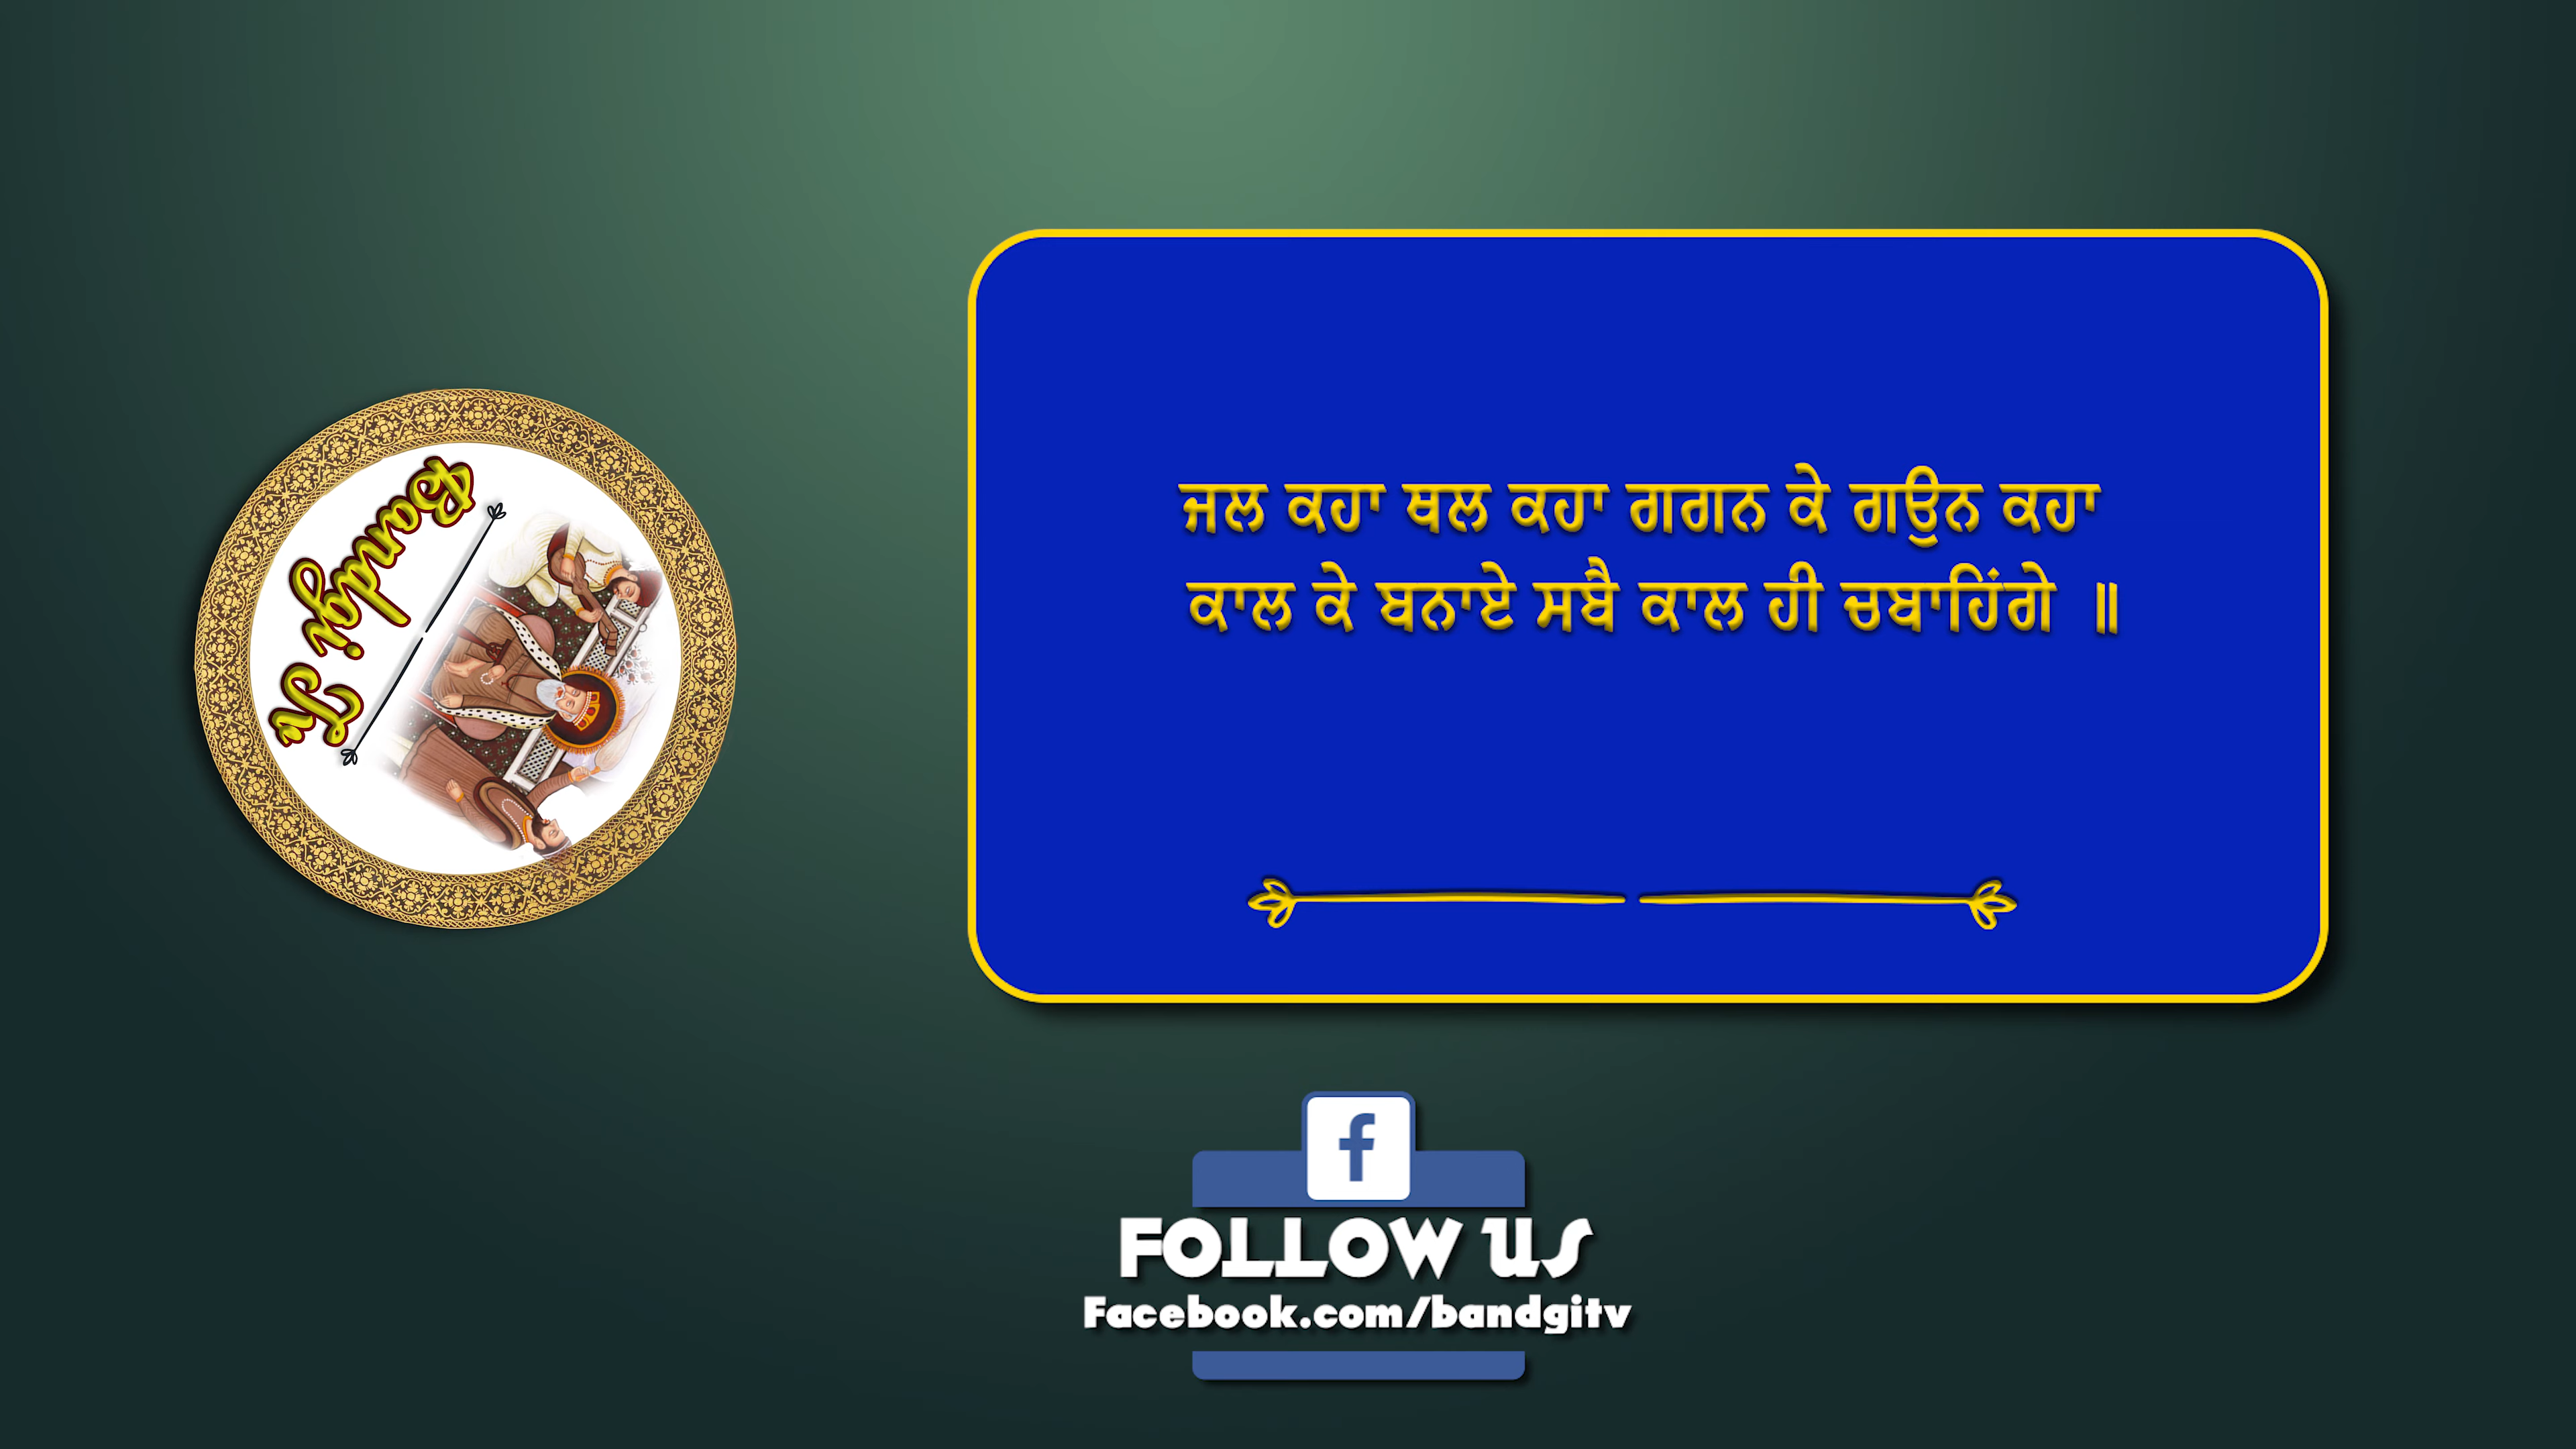 Bandgi Tv
ਜਲ ਕਹਾ ਥਲ ਕਹਾ ਗਗਨ ਕੇ ਗਉਨ ਕਹਾ
ਕਾਲ ਕੇ ਬਨਾਏ ਸਬੈ ਕਾਲ ਹੀ ਚਬਾਹਿਂਗੇ ॥
f
FOLLOW US
Facebook.com/bandgitv